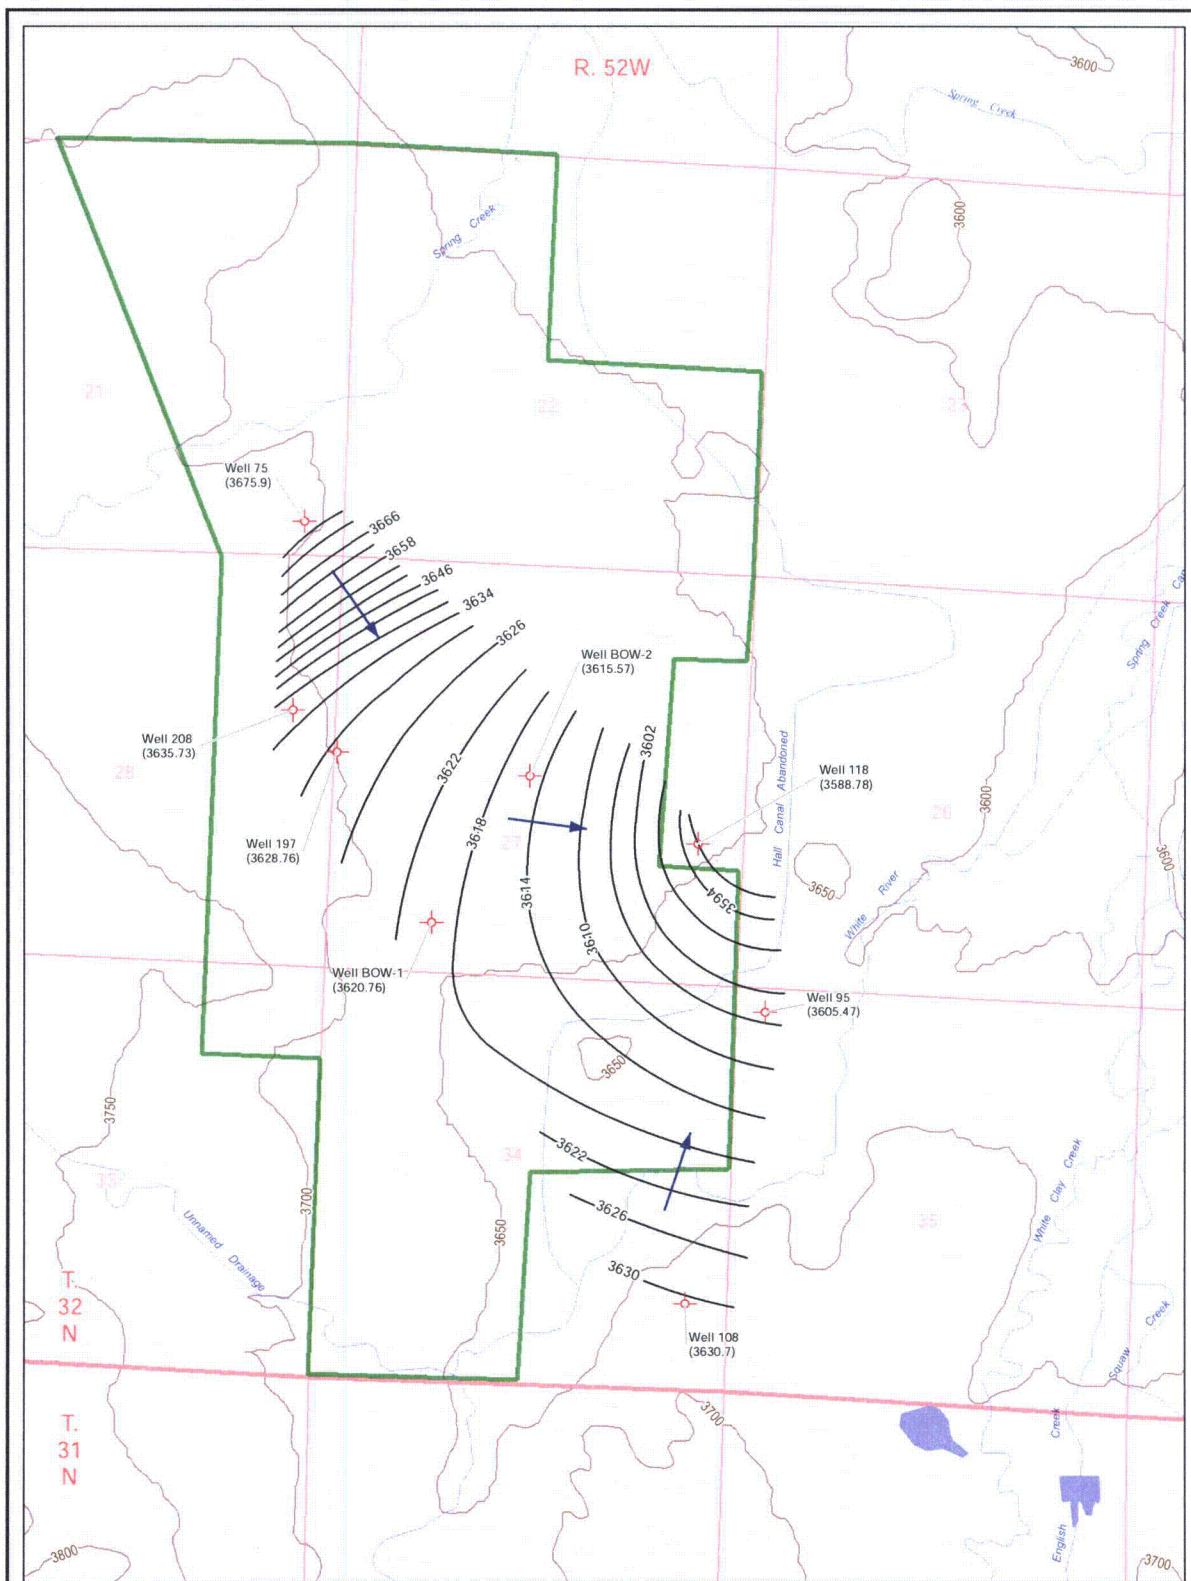 R. 52W
3600
Spring Creek
3600
Spring Creek
21
22
Well 75
(3675.9)
3666
3658
3646
3634
3626
Well BOW-2
(3615.57)
Spring Creek
Well 208
(3635.73)
28
3622
3602
Hall Canal Abandoned
Well 118
(3588.78)
3600
26
3600
Well 197
(3628.76)
3618
3614
3594
3650
White River
3610
Well BOW-1
(3620.76)
Well 95
(3605.47)
3650
3750
3622
34
33
3700
3626
35
White Clay Creek
Unnamed Drainage
3650
3630
T.
32
N
Well 108
(3630.7)
Squaw Creek
T.
31
N
3700
English Creek
3800
3700